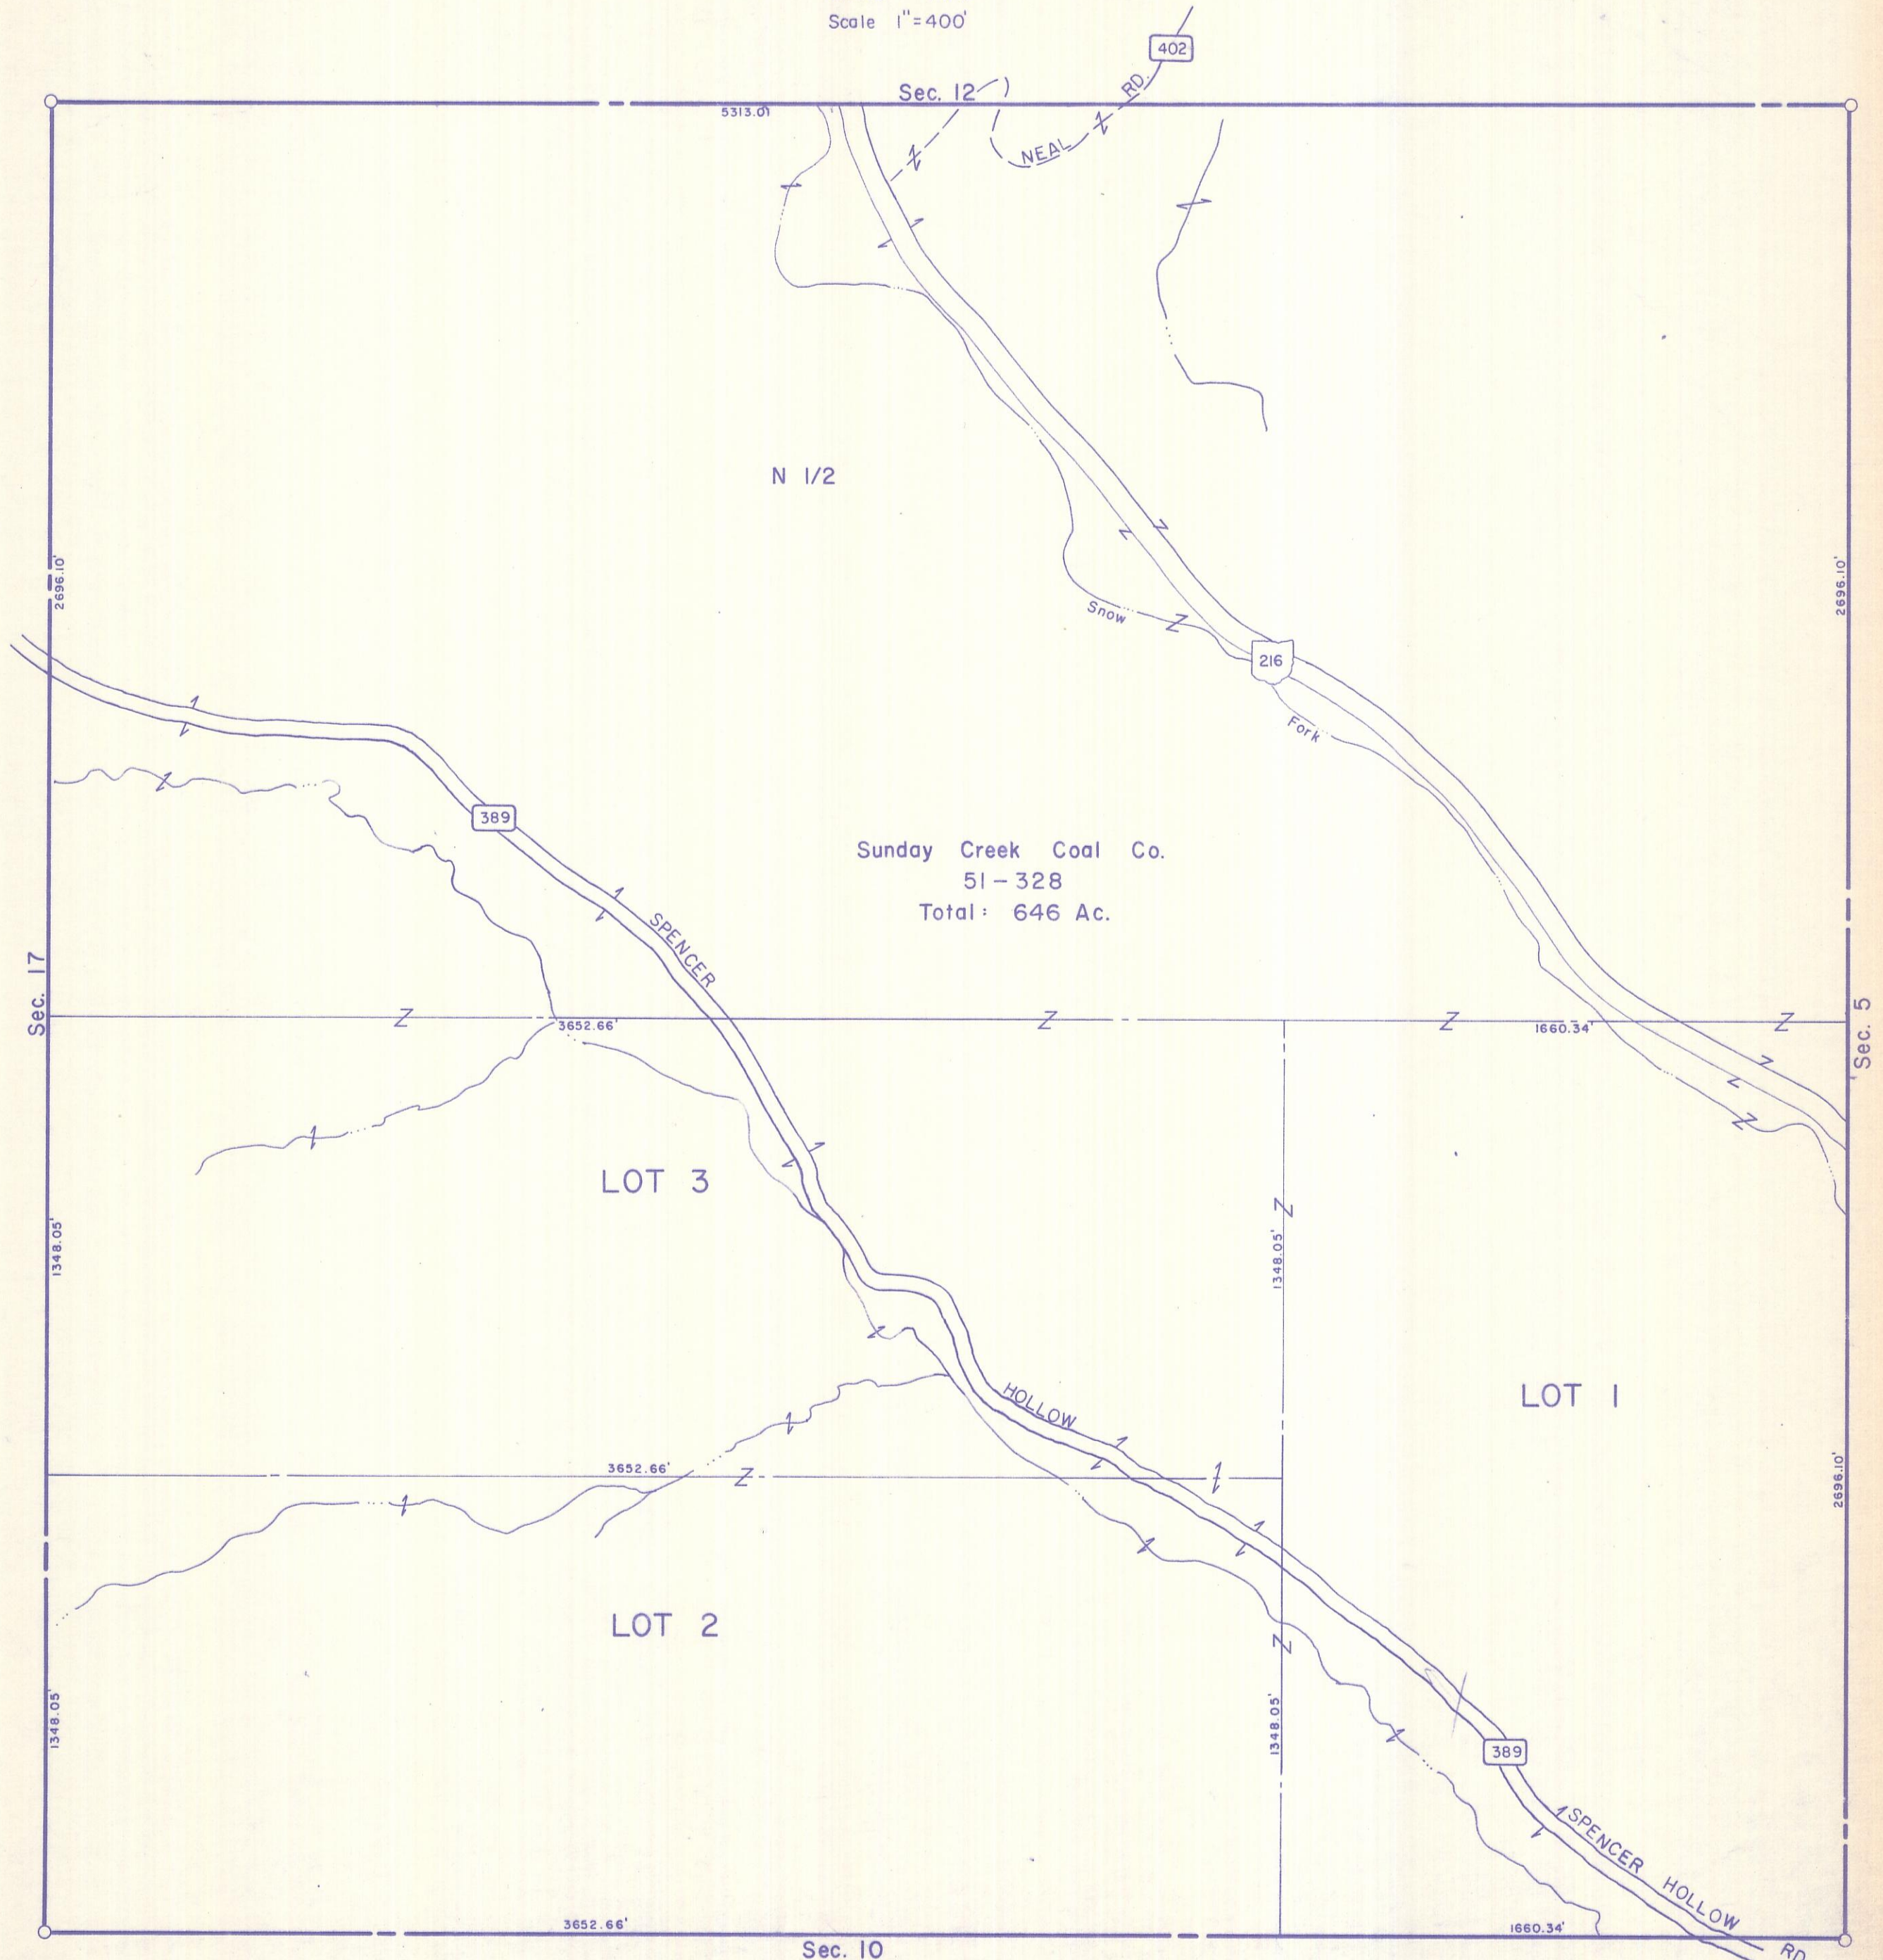 Scale 1"=400'
402
Sec. 12
NEAL RD.
5313.01
N 1/2
2696.10'
2696.10'
Snow
216
Fork
389
SPENCER
Sunday Creek Coal Co.
51-328
Total: 646 Ac.
Sec. 17
Sec. 5
3652.66'
1660.34'
LOT 3
1348.05'
1348.05'
HOLLOW
LOT 1
3652.66'
2696.10'
LOT 2
1348.05'
1348.05'
389
SPENCER HOLLOW RD
3652.66'
1660.34'
Sec. 10